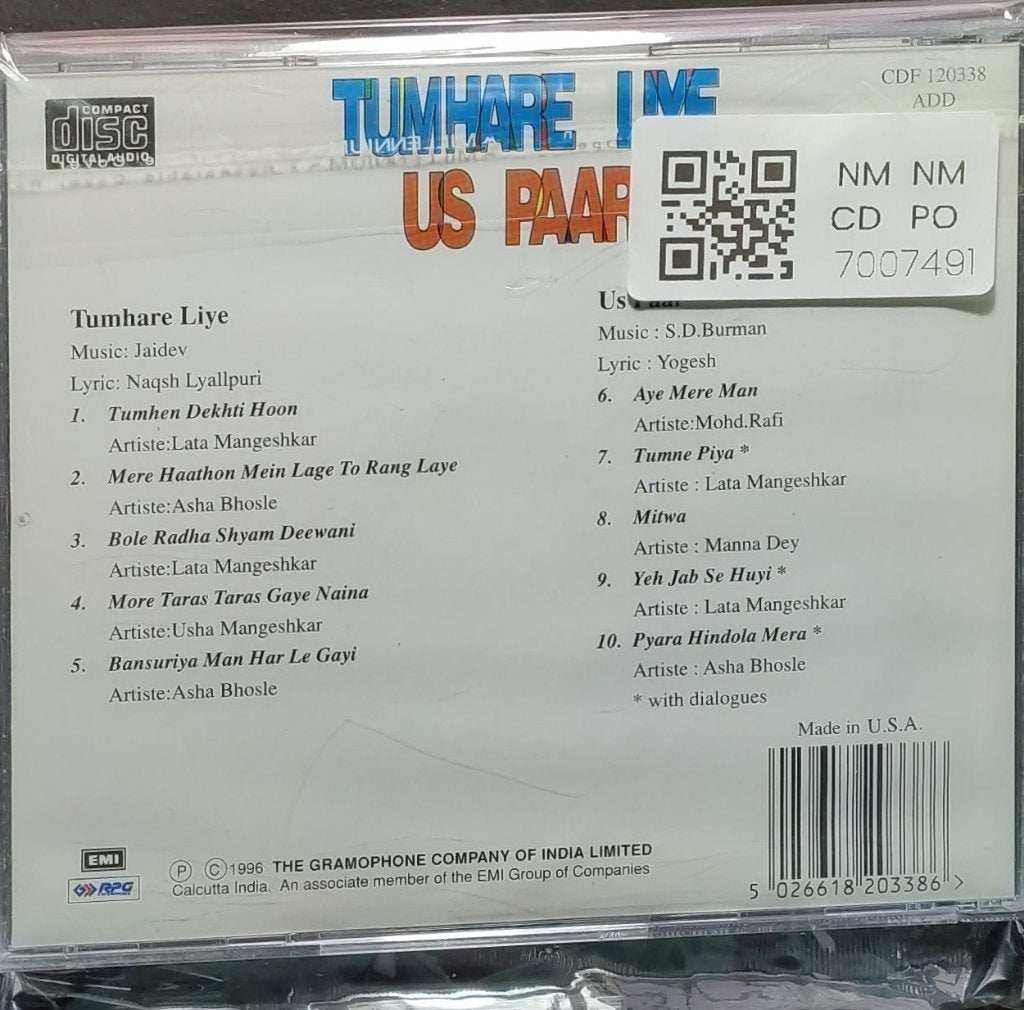 COMPACT
disc
DIGITAL AUDIO
TUMHARE LIYE
US PAAR
CDF 120338
ADD
NM NM
CD PO
7007491
Tumhare Liye
Music: Jaidev
Lyric: Naqsh Lyallpuri
1. Tumhen Dekhti Hoon
Artiste:Lata Mangeshkar
2. Mere Haathon Mein Lage To Rang Laye
Artiste:Asha Bhosle
3. Bole Radha Shyam Deewani
Artiste:Lata Mangeshkar
4. More Taras Taras Gaye Naina
Artiste:Usha Mangeshkar
5. Bansuriya Man Har Le Gayi
Artiste:Asha Bhosle
Us Paar
Music : S.D.Burman
Lyric : Yogesh
6. Aye Mere Man
Artiste:Mohd.Rafi
7. Tumne Piya *
Artiste : Lata Mangeshkar
8. Mitwa
Artiste : Manna Dey
9. Yeh Jab Se Huyi *
Artiste : Lata Mangeshkar
10. Pyara Hindola Mera *
Artiste : Asha Bhosle
* with dialogues
Made in U.S.A.
5 026618 203386 >
EMI
RPG
Ⓟ Ⓒ 1996 THE GRAMOPHONE COMPANY OF INDIA LIMITED
Calcutta India. An associate member of the EMI Group of Companies